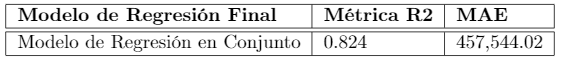 Modelo de Regresión Final Métrica R2 MAE
Modelo de Regresión en Conjunto 0.824 457,544.02